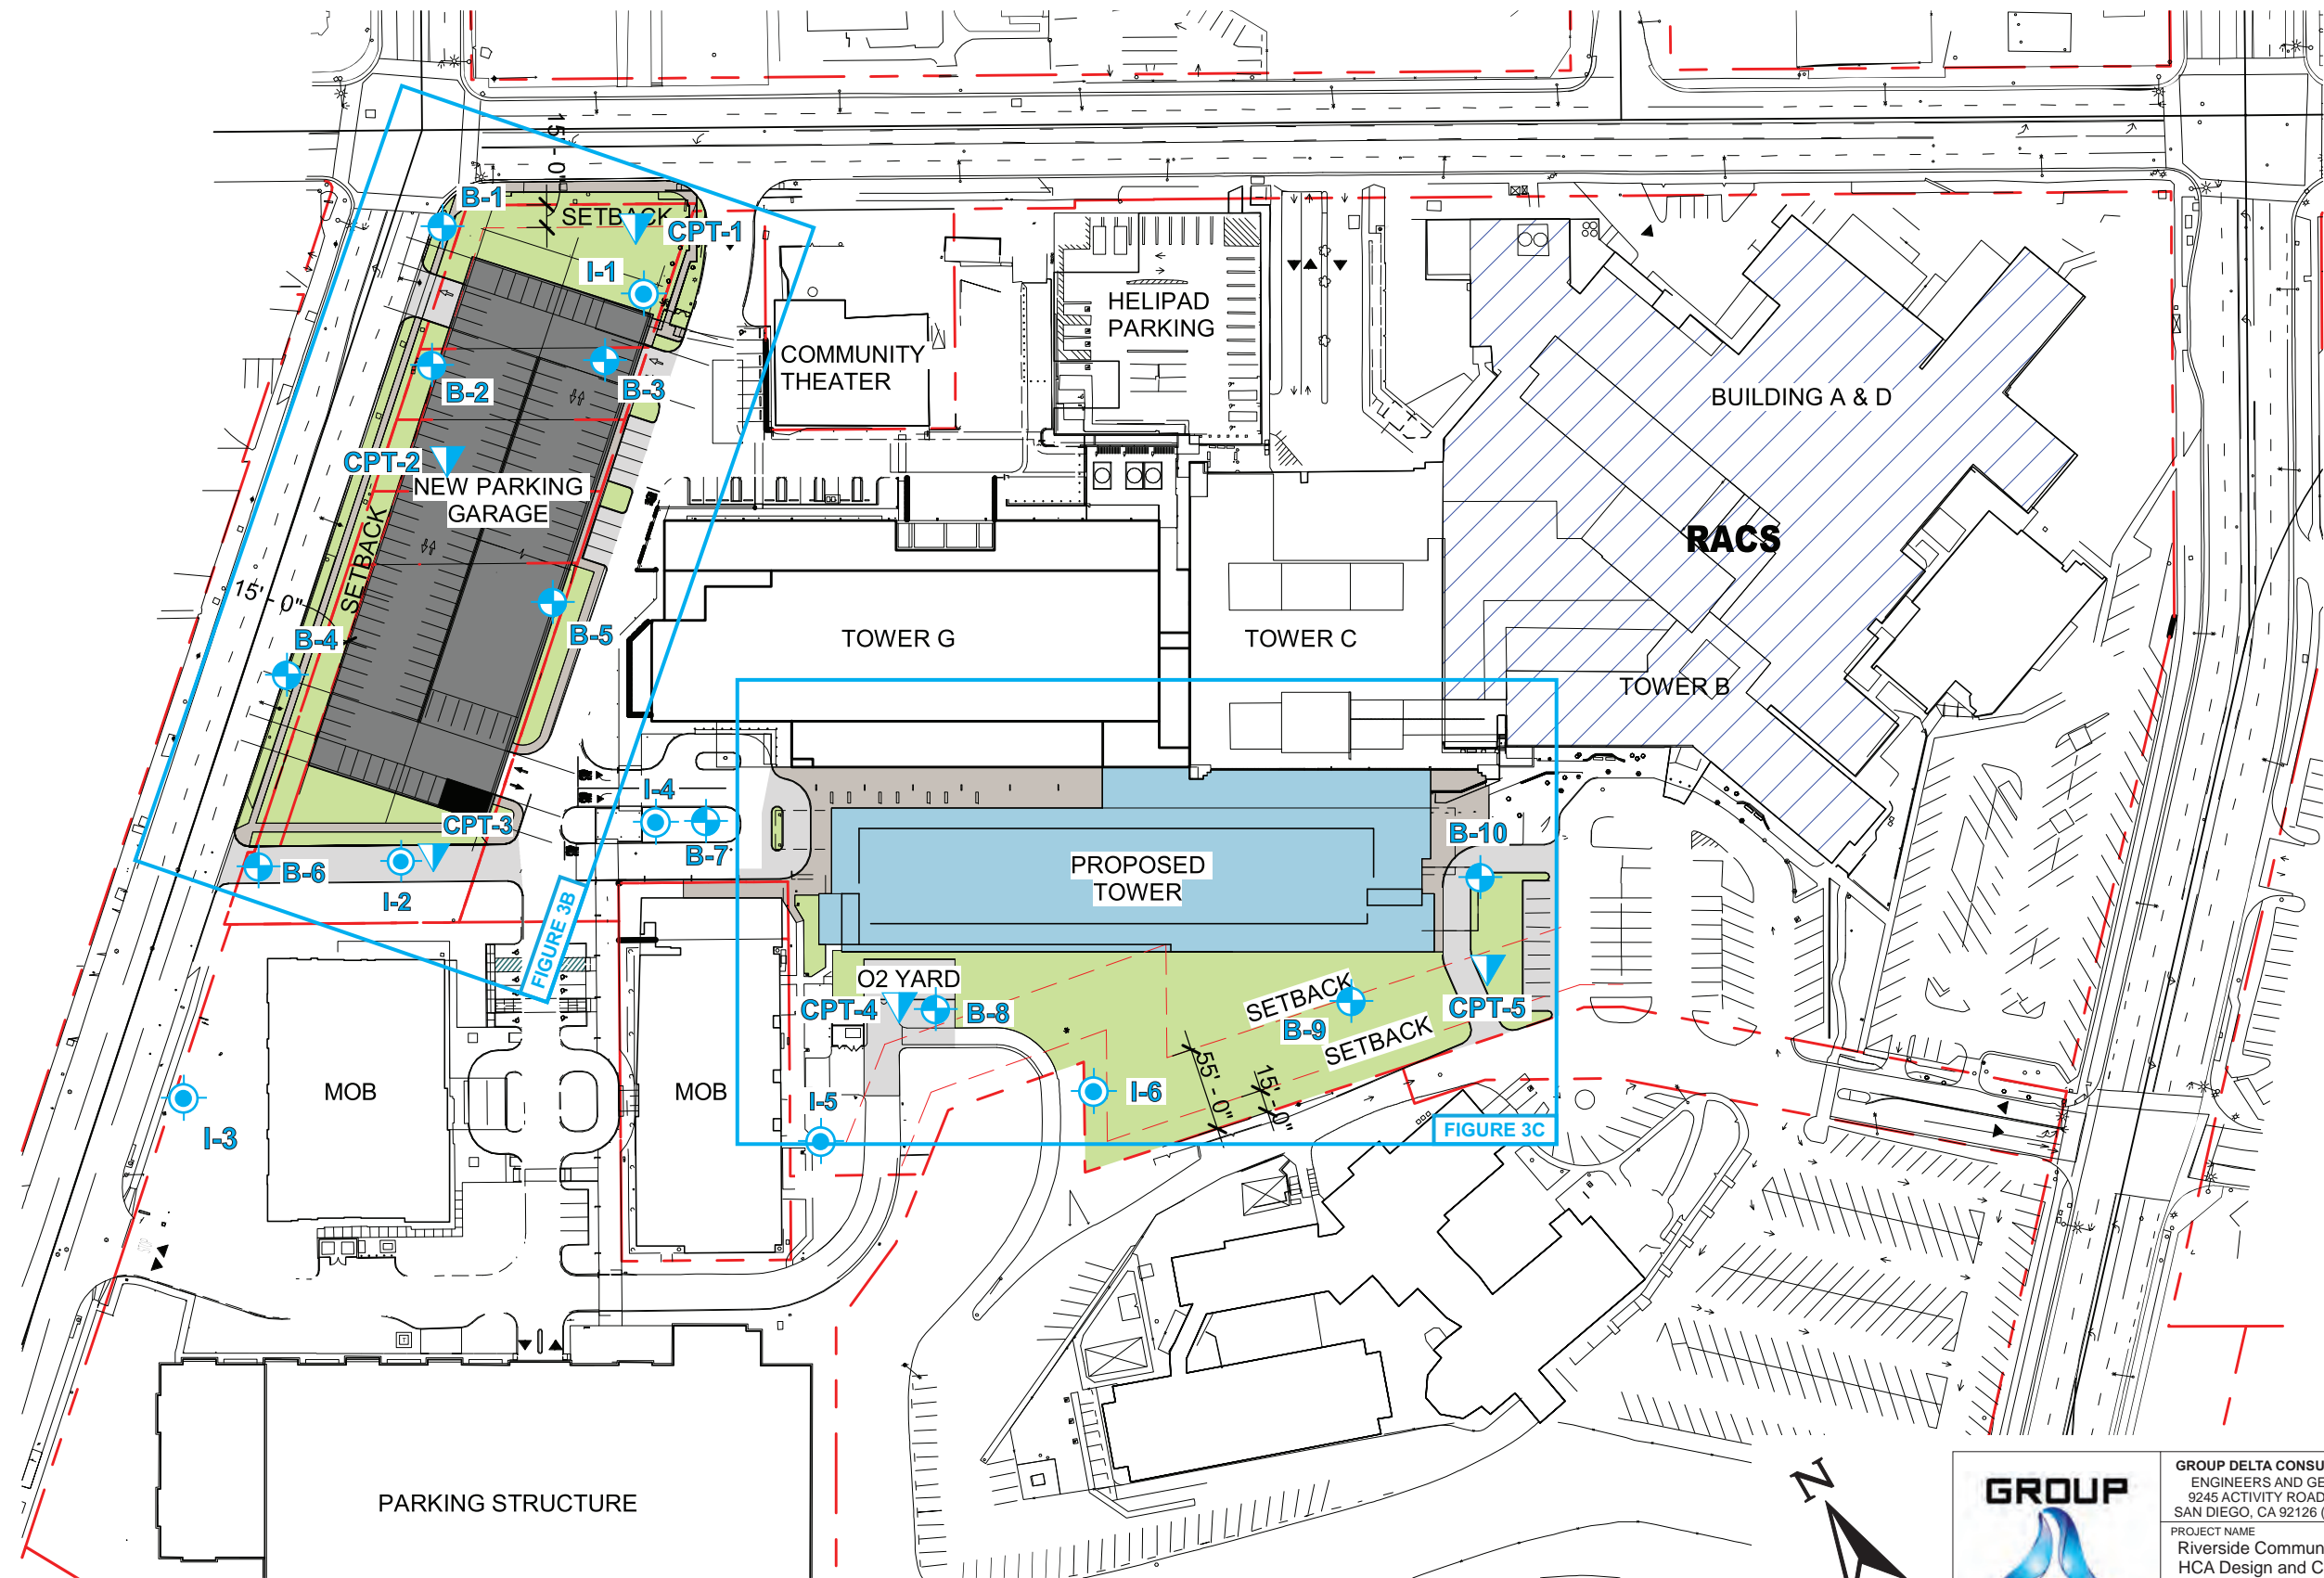 15' - 0"
B-1
SETBACK
CPT-1
I-1
HELIPAD
PARKING
COMMUNITY
THEATER
B-2
B-3
BUILDING A & D
CPT-2
NEW PARKING
GARAGE
SETBACK
RACS
15' - 0"
B-4
B-5
TOWER G
TOWER C
TOWER B
I-4
CPT-3
B-7
B-10
PROPOSED
TOWER
B-6
I-2
FIGURE 3B
O2 YARD
CPT-4
B-8
SETBACK
B-9
CPT-5
SETBACK
55' - 0"
15' - 0"
MOB
MOB
I-5
I-6
I-3
FIGURE 3C
PARKING STRUCTURE
N
GROUP
GROUP DELTA CONSU
ENGINEERS AND GE
9245 ACTIVITY ROAD
SAN DIEGO, CA 92126 (
PROJECT NAME
Riverside Commun
HCA Design and C